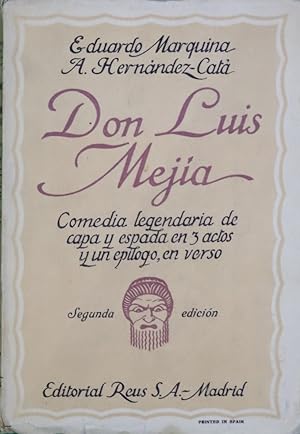 Eduardo Marquina
A. Hernández-Catá
Don Luis
Mejía
Comedia legendaria de
capa y espada en 3 actos
y un epílogo, en verso
Segunda edición
Editorial Reus S.A.-Madrid
PRINTED IN SPAIN